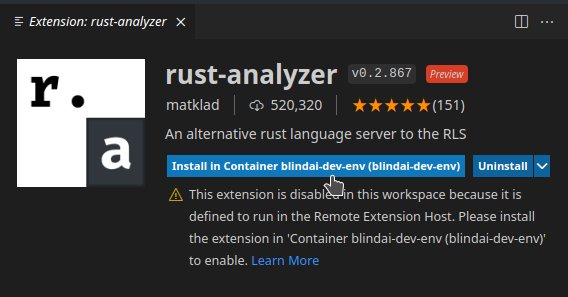 Extension: rust-analyzer
r.
a
rust-analyzer v0.2.867 Preview
matklad 520,320 (151)
An alternative rust language server to the RLS
Install in Container blindai-dev-env (blindai-dev-env) Uninstall
This extension is disabled in this workspace because it is
defined to run in the Remote Extension Host. Please install
the extension in 'Container blindai-dev-env (blindai-dev-env)'
to enable. Learn More